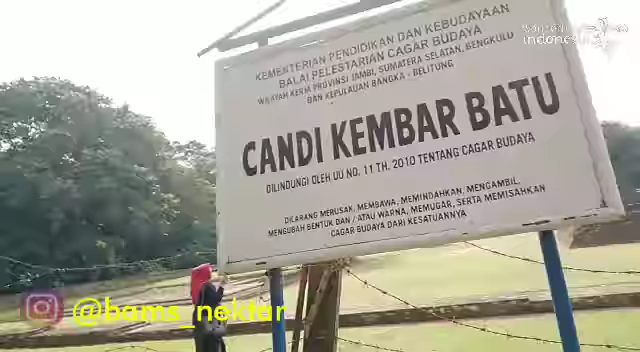 Wonderful
indonesia
KEMENTERIAN PENDIDIKAN DAN KEBUDAYAAN
BALAI PELESTARIAN CAGAR BUDAYA
WILAYAH KERJA PROVINSI JAMBI, SUMATERA SELATAN, BENGKULU
DAN KEPULAUAN BANGKA - BELITUNG
CANDI KEMBAR BATU
DILINDUNGI OLEH UU NO. 11 TH. 2010 TENTANG CAGAR BUDAYA
DILARANG MERUSAK, MEMBAWA, MEMINDAHKAN, MENGAMBIL,
MENGUBAH BENTUK DAN / ATAU WARNA, MEMUGAR, SERTA MEMISAHKAN
CAGAR BUDAYA DARI KESATUANNYA
@bams_nektar